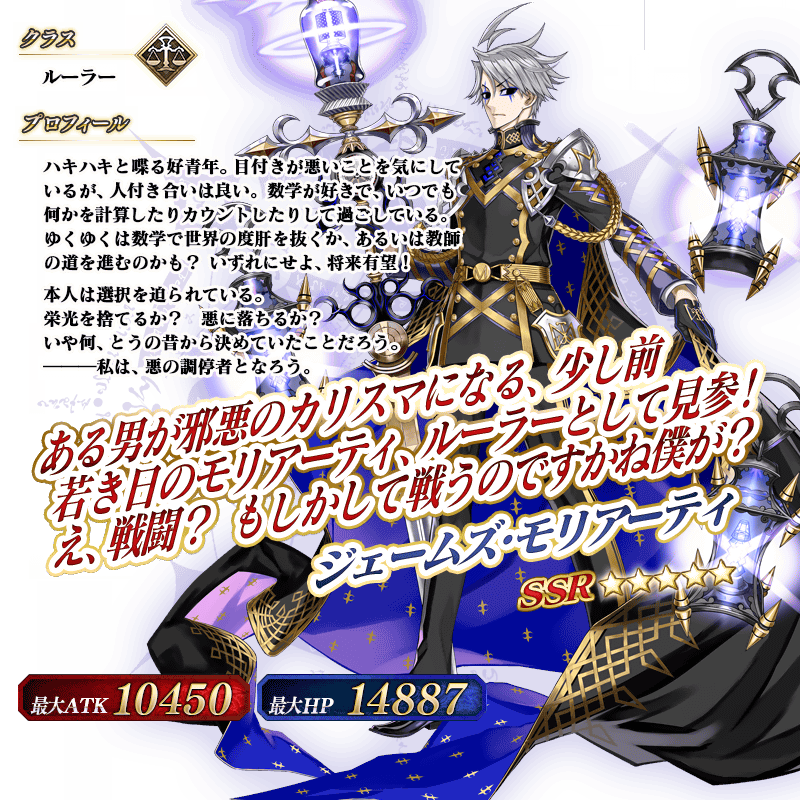 クラス
ルーラー
プロフィール
ハキハキと喋る好青年。目付きが悪いことを気にして
いるが、人付き合いは良い。数学が好きで、いつでも
何かを計算したりカウントしたりして過ごしている。
ゆくゆくは数学で世界の度肝を抜くか、あるいは教師
の道を進むのかも? いずれにせよ、将来有望!
本人は選択を迫られている。
栄光を捨てるか? 悪に落ちるか?
いや何、とうの昔から決めていたことだろう。
―――私は、悪の調停者となろう。
ある男が邪悪のカリスマになる、少し前
若き日のモリアーティ、ルーラーとして見参!
え、戦闘? もしかして戦うのですかね僕が?
ジェームズ・モリアーティ
SSR ☆☆☆☆☆
最大ATK 10450 最大HP 14887